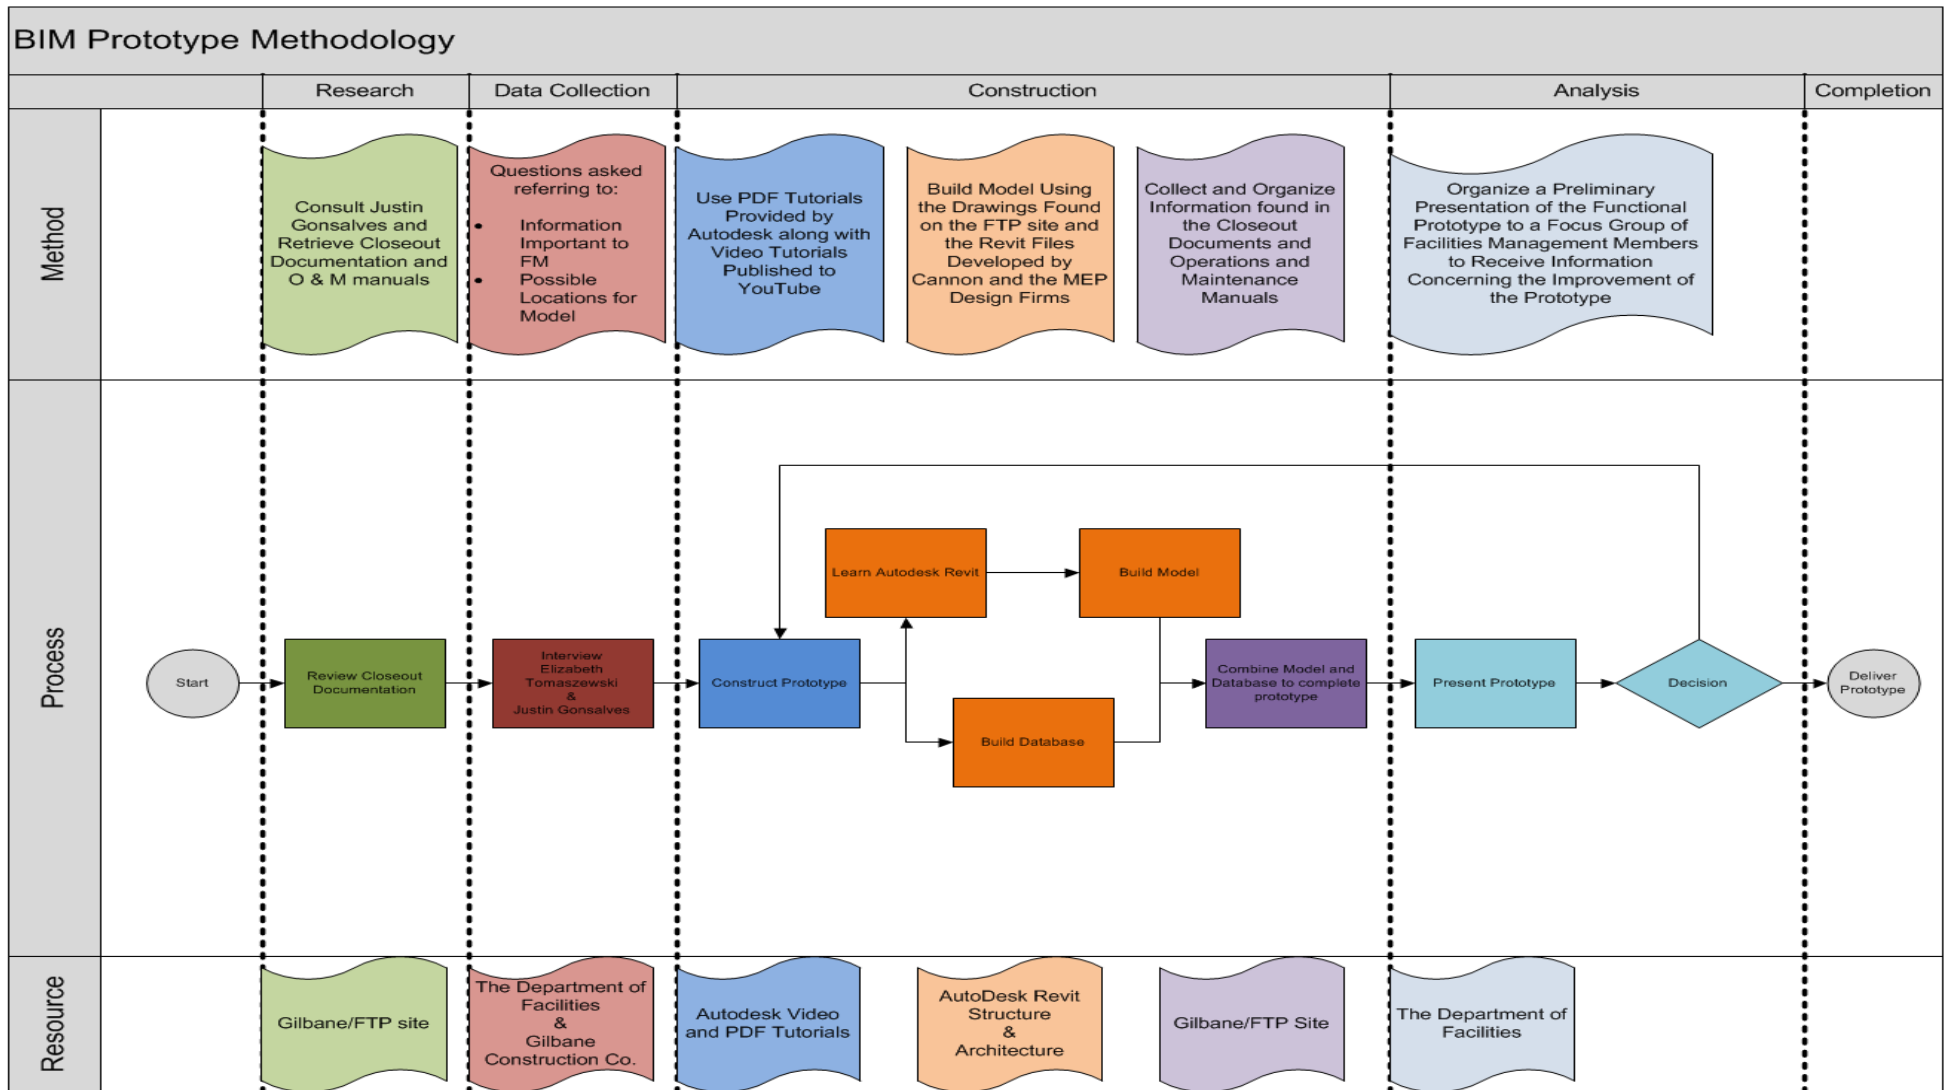 BIM Prototype Methodology
Research
Data Collection
Construction
Analysis
Completion
Method
Consult Justin
Gonsalves and
Retrieve Closeout
Documentation and
O & M manuals
Questions asked
referring to:
• Information
Important to
FM
• Possible
Locations for
Model
Use PDF Tutorials
Provided by
Autodesk along with
Video Tutorials
Published to
YouTube
Build Model Using
the Drawings Found
on the FTP site and
the Revit Files
Developed by
Cannon and the MEP
Design Firms
Collect and Organize
Information found in
the Closeout
Documents and
Operations and
Maintenance
Manuals
Organize a Preliminary
Presentation of the Functional
Prototype to a Focus Group of
Facilities Management Members
to Receive Information
Concerning the Improvement of
the Prototype
Process
Start
Review Closeout
Documentation
Interview
Elizabeth
Tomaszewski
&
Justin Gonsalves
Construct Prototype
Learn Autodesk Revit
Build Model
Build Database
Combine Model and
Database to complete
prototype
Present Prototype
Decision
Deliver
Prototype
Resource
Gilbane/FTP site
The Department of
Facilities
&
Gilbane
Construction Co.
Autodesk Video
and PDF Tutorials
AutoDesk Revit
Structure
&
Architecture
Gilbane/FTP Site
The Department of
Facilities